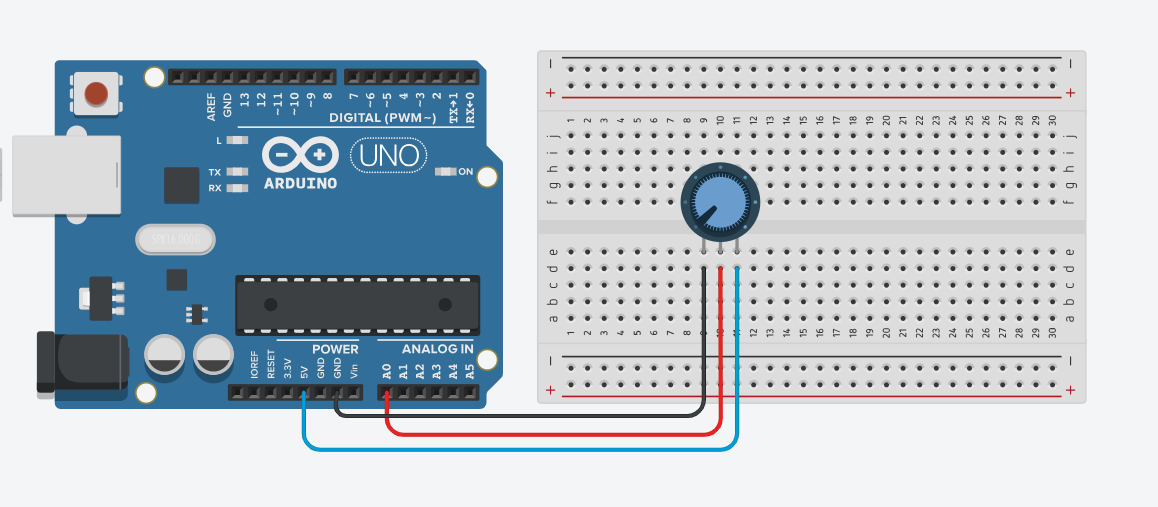 AREF
GND
13
12
~11
~10
~9
8
7
~6
~5
4
~3
2
TX→1
RX←0
DIGITAL (PWM~)
L
TX
RX
UNO
ON
ARDUINO
POWER
ANALOG IN
IOREF
RESET
3.3V
5V
GND
GND
Vin
A0
A1
A2
A3
A4
A5
− −
+ +
1 2 3 4 5 6 7 8 9 10 11 12 13 14 15 16 17 18 19 20 21 22 23 24 25 26 27 28 29 30
j j
i i
h h
g g
f f
e e
d d
c c
b b
a a
1 2 3 4 5 6 7 8 9 10 11 12 13 14 15 16 17 18 19 20 21 22 23 24 25 26 27 28 29 30
− −
+ +